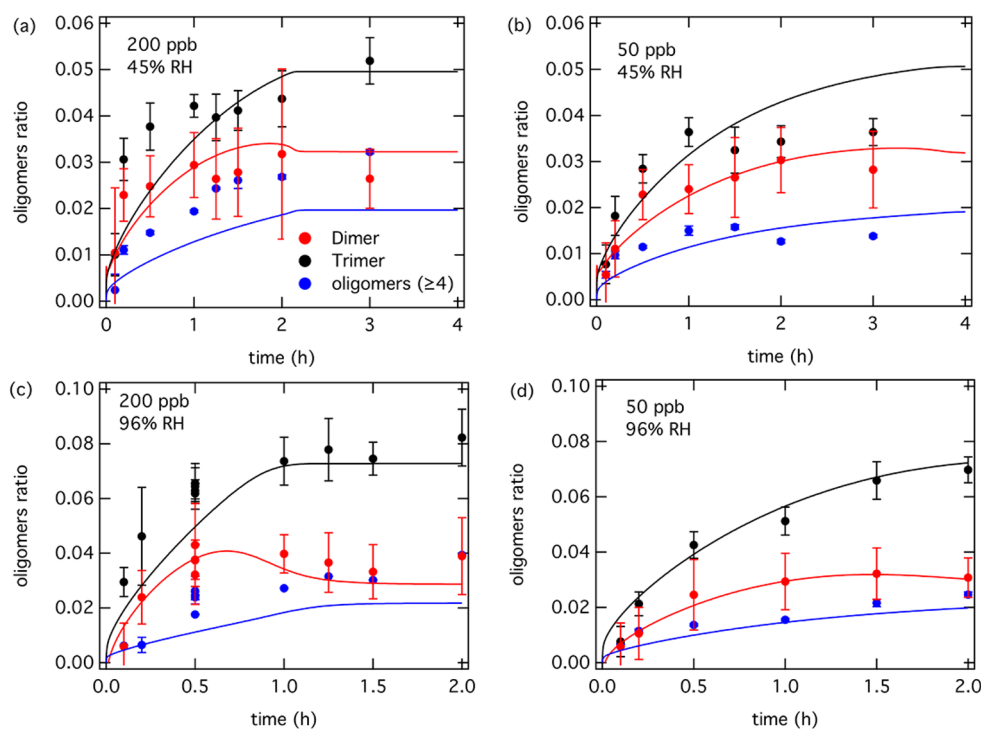 (a)
200 ppb
45% RH
oligomers ratio
0.06
0.05
0.04
0.03
0.02
0.01
0.00
Dimer
Trimer
oligomers (≥4)
0
1
2
3
4
time (h)
(b)
50 ppb
45% RH
oligomers ratio
0.06
0.05
0.04
0.03
0.02
0.01
0.00
0
1
2
3
4
time (h)
(c)
200 ppb
96% RH
oligomers ratio
0.10
0.08
0.06
0.04
0.02
0.00
0.0
0.5
1.0
1.5
2.0
time (h)
(d)
50 ppb
96% RH
oligomers ratio
0.10
0.08
0.06
0.04
0.02
0.00
0.0
0.5
1.0
1.5
2.0
time (h)